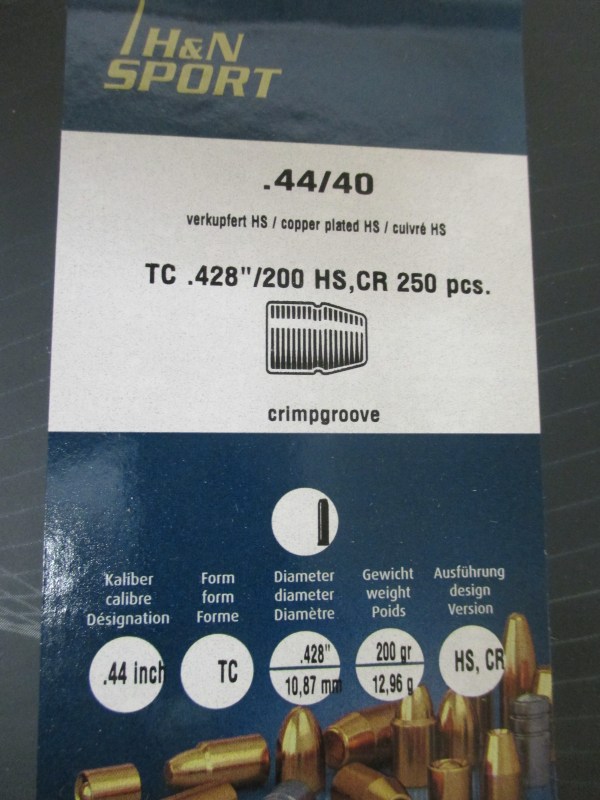 H&N
SPORT
.44/40
verkupfert HS / copper plated HS / cuivré HS
TC .428"/200 HS,CR 250 pcs.
crimpgroove
Kaliber
calibre
Désignation
Form
form
Forme
Diameter
diameter
Diamètre
Gewicht
weight
Poids
Ausführung
design
Version
.44 inch
TC
.428"
10,87 mm
200 gr
12,96 g
HS, CR